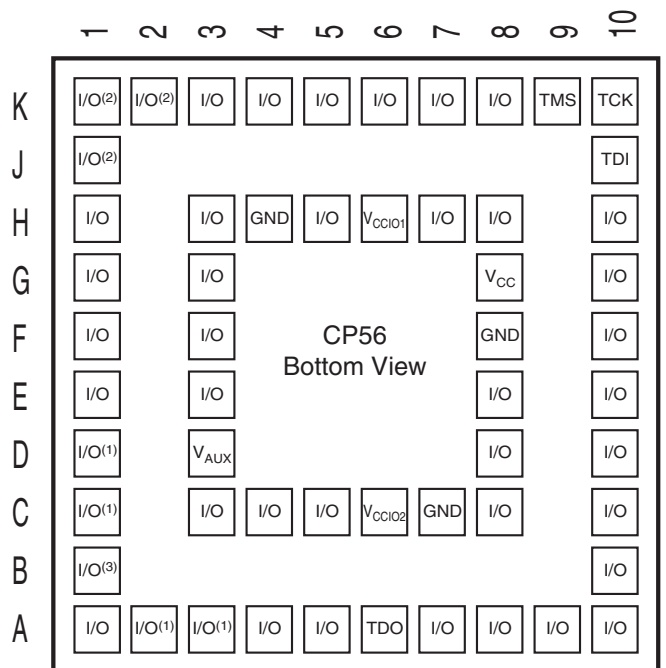 1 2 3 4 5 6 7 8 9 10
K I/O(2) I/O(2) I/O I/O I/O I/O I/O I/O TMS TCK
J I/O(2) TDI
H I/O I/O GND I/O VCCIO1 I/O I/O I/O
G I/O I/O VCC I/O
F I/O I/O CP56 GND I/O
Bottom View
E I/O I/O I/O I/O
D I/O(1) VAUX I/O I/O
C I/O(1) I/O I/O I/O VCCIO2 GND I/O I/O
B I/O(3) I/O
A I/O I/O(1) I/O(1) I/O I/O TDO I/O I/O I/O I/O